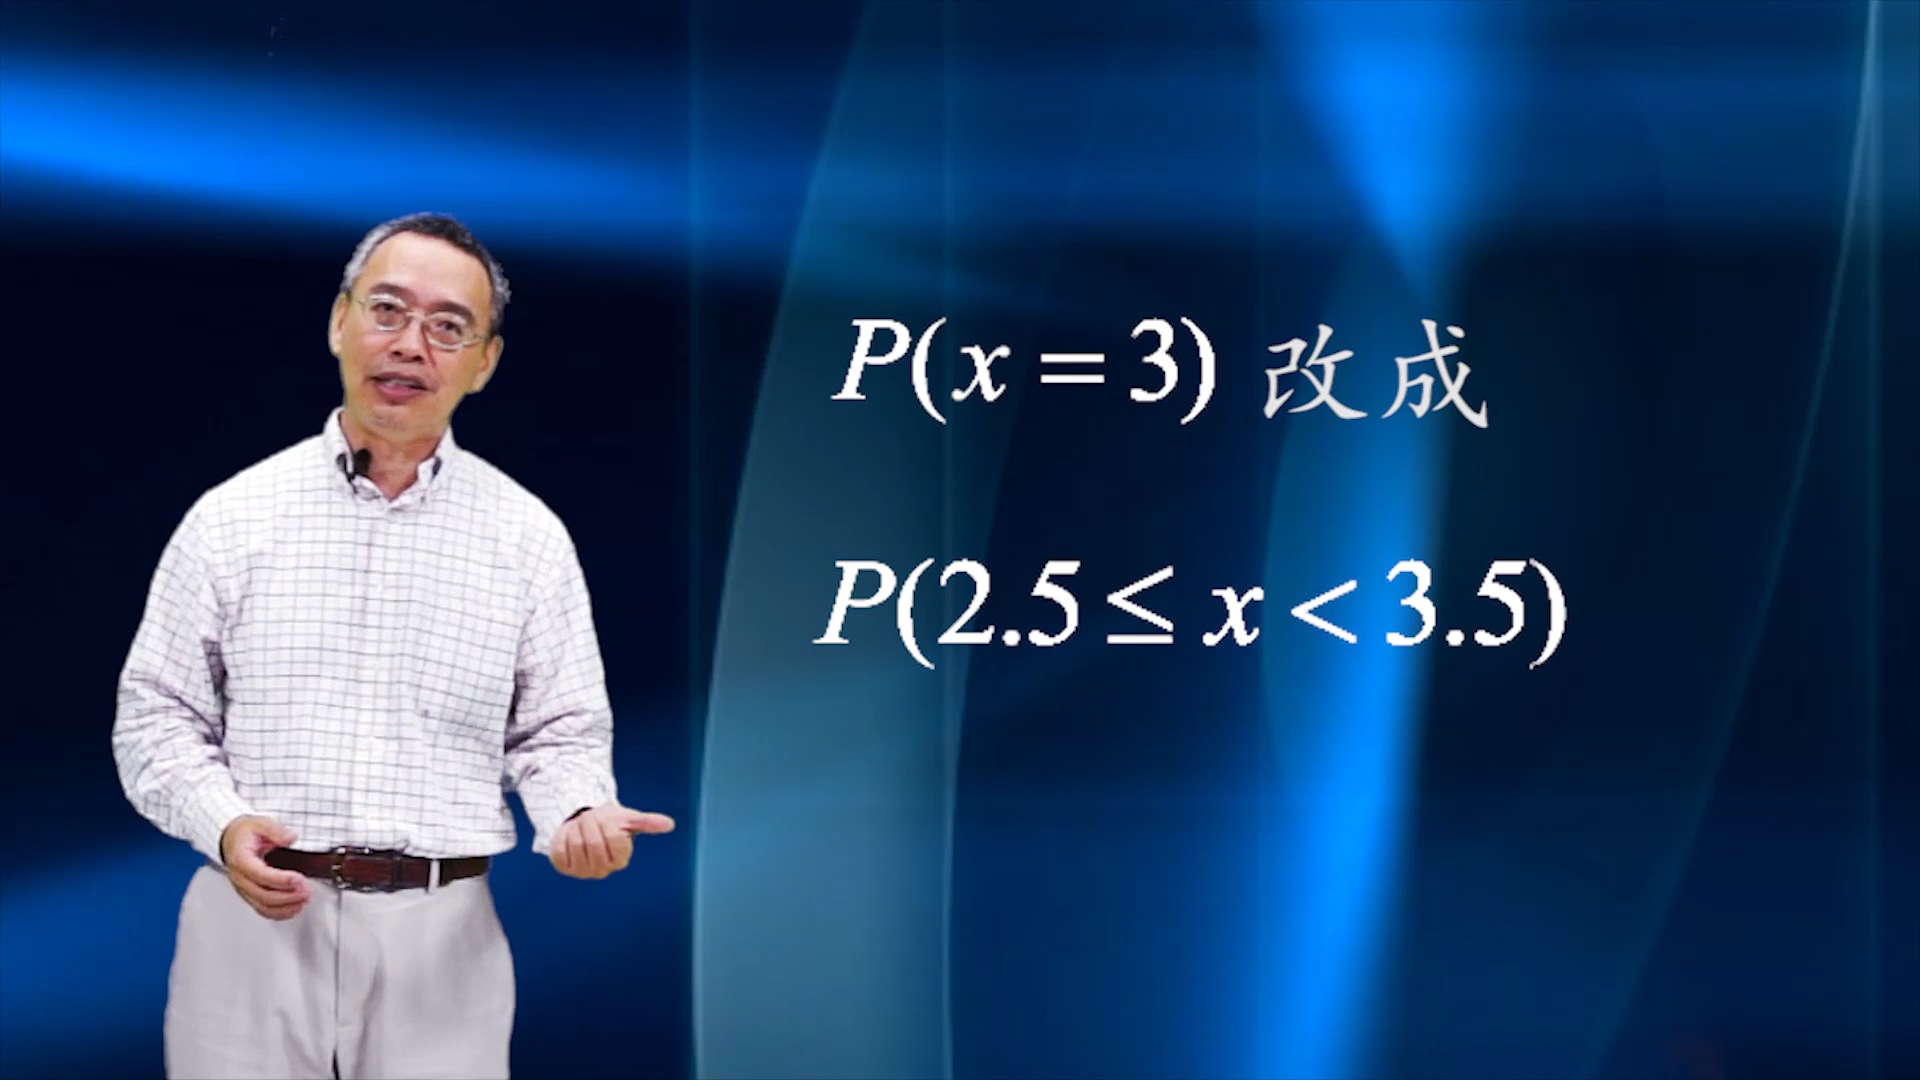 P(x = 3) 改成
P(2.5 ≤ x < 3.5)